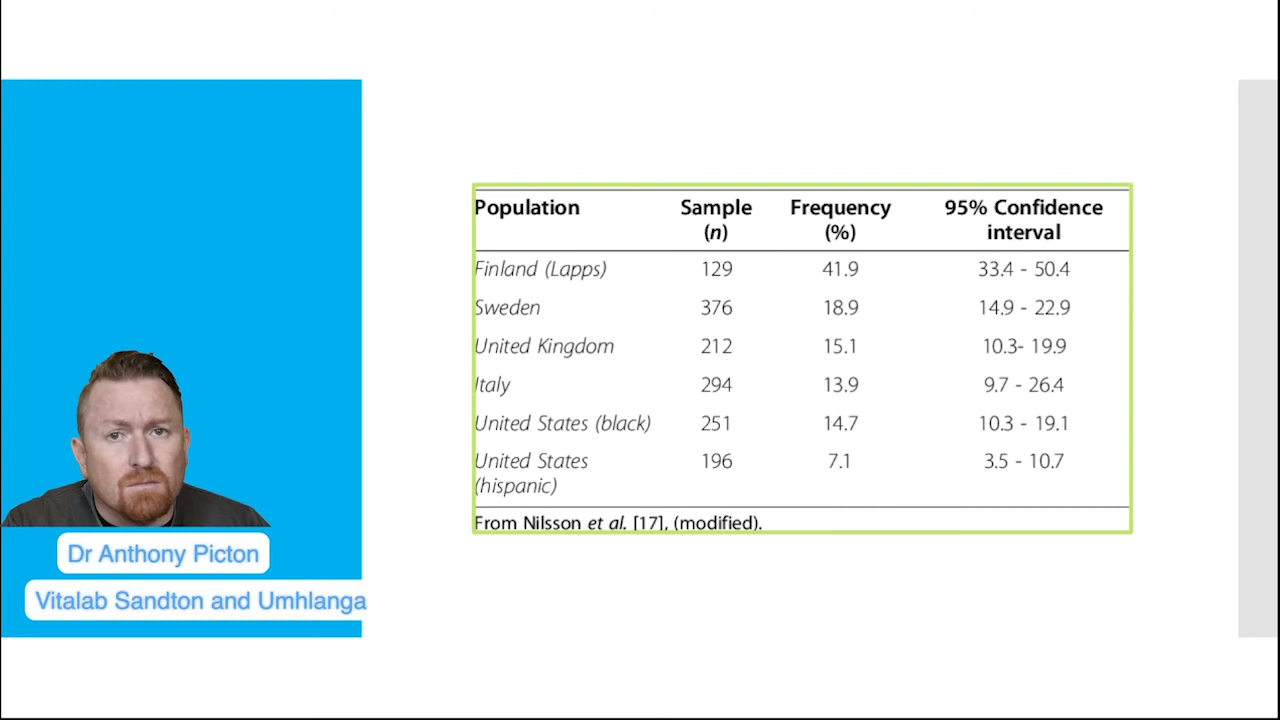 Population Sample Frequency 95% Confidence
(n) (%) interval
Finland (Lapps) 129 41.9 33.4 - 50.4
Sweden 376 18.9 14.9 - 22.9
United Kingdom 212 15.1 10.3- 19.9
Italy 294 13.9 9.7 - 26.4
United States (black) 251 14.7 10.3 - 19.1
United States 196 7.1 3.5 - 10.7
(hispanic)
From Nilsson et al. [17], (modified).
Dr Anthony Picton
Vitalab Sandton and Umhlanga